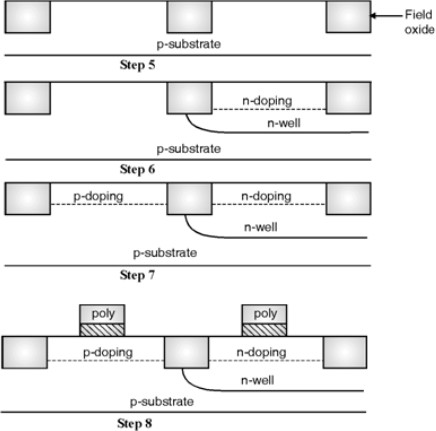 Field
oxide
p-substrate
Step 5
n-doping
n-well
p-substrate
Step 6
p-doping n-doping
n-well
p-substrate
Step 7
poly poly
p-doping n-doping
n-well
p-substrate
Step 8